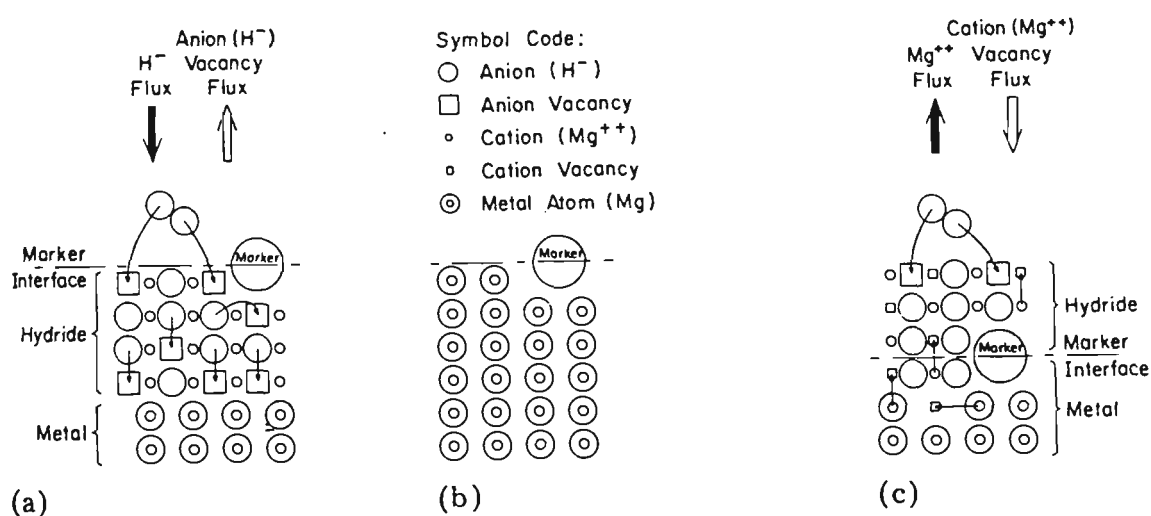 H⁻
Flux
Anion (H⁻)
Vacancy
Flux
Marker
Interface
Marker
Hydride
Metal
(a)
Symbol Code:
Anion (H⁻)
Anion Vacancy
Cation (Mg⁺⁺)
Cation Vacancy
Metal Atom (Mg)
Marker
(b)
Mg⁺⁺
Flux
Cation (Mg⁺⁺)
Vacancy
Flux
Hydride
Marker
Marker
Interface
Metal
(c)